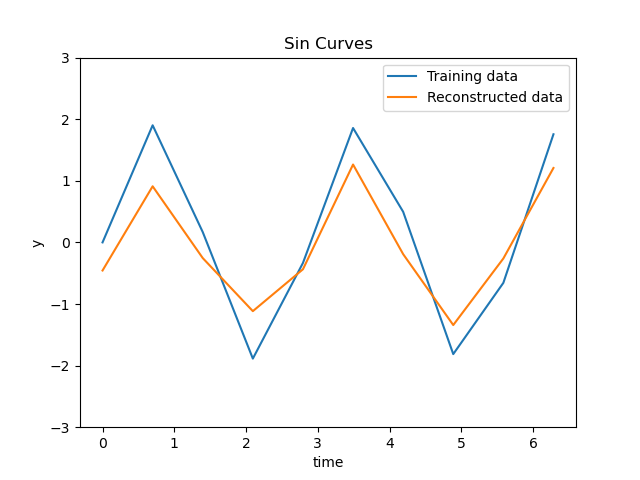 Sin Curves
Training data
Reconstructed data
3
2
1
0
−1
−2
−3
y
0 1 2 3 4 5 6
time